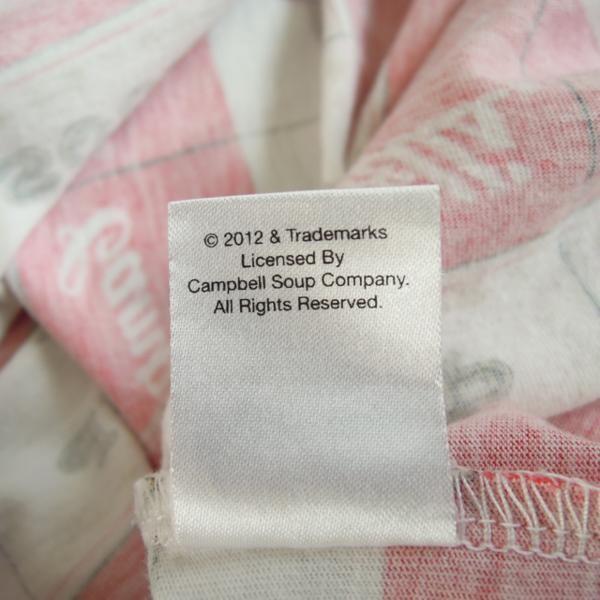 © 2012 & Trademarks
Licensed By
Campbell Soup Company.
All Rights Reserved.